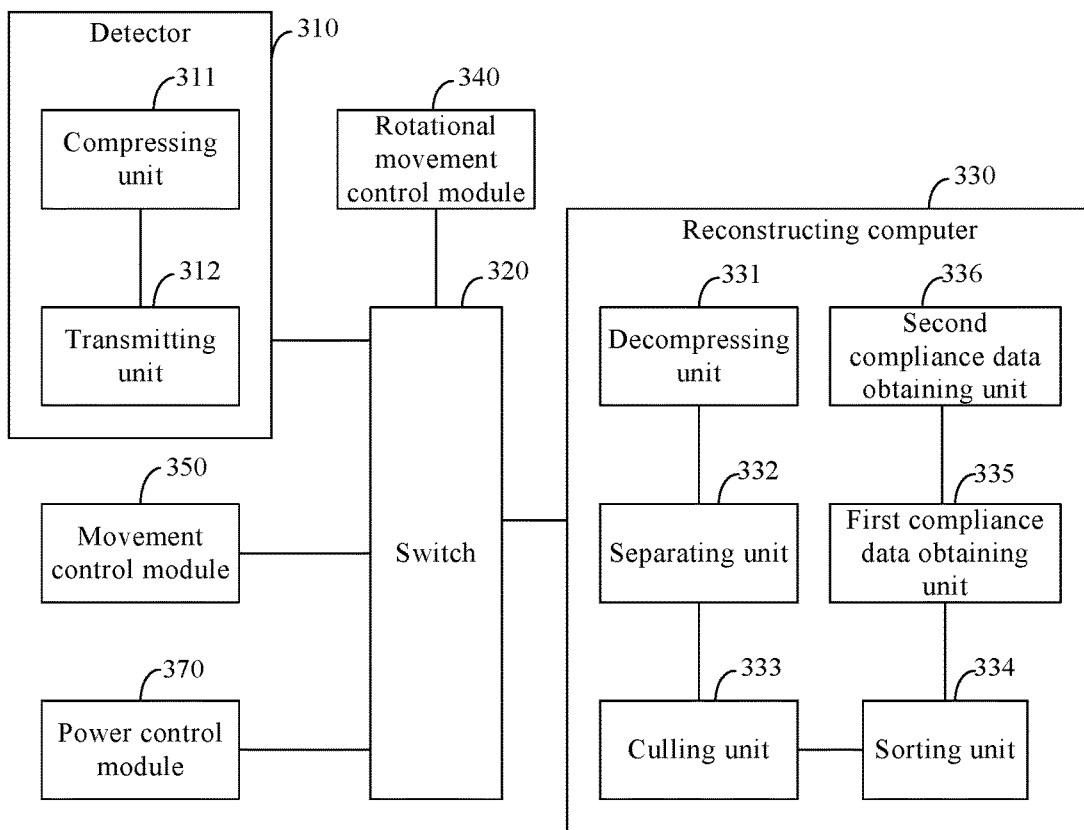 Detector
310
311
Compressing
unit
312
Transmitting
unit
340
Rotational
movement
control module
320
Switch
350
Movement
control module
370
Power control
module
330
Reconstructing computer
331
Decompressing
unit
332
Separating unit
333
Culling unit
334
Sorting unit
335
First compliance
data obtaining
unit
336
Second
compliance data
obtaining unit